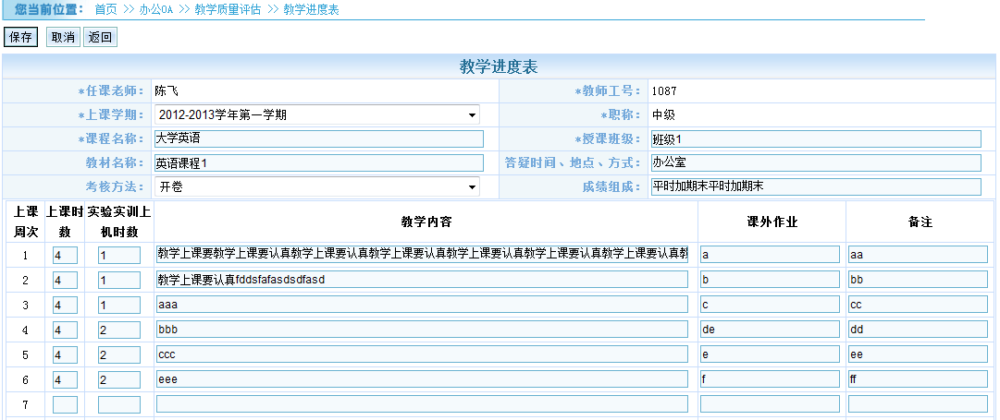 您当前位置： 首页 >> 办公OA >> 教学质量评估 >> 教学进度表
保存 取消 返回
教学进度表
*任课老师： 陈飞 *教师工号： 1087
*上课学期： 2012-2013学年第一学期 *职称： 中级
*课程名称： 大学英语 *授课班级： 班级1
教材名称： 英语课程1 答疑时间、地点、方式： 办公室
考核方法： 开卷 成绩组成： 平时加期末平时加期末
上课周次 上课时数 实验实训上机时数 教学内容 课外作业 备注
1 4 1 教学上课要教学上课要认真教学上课要认真教学上课要认真教学上课要认真教学上课要认真教学上课要认真 a aa
2 4 1 教学上课要认真fddsfafasdsdfasd b bb
3 4 1 aaa c cc
4 4 2 bbb de dd
5 4 2 ccc e ee
6 4 2 eee f ff
7